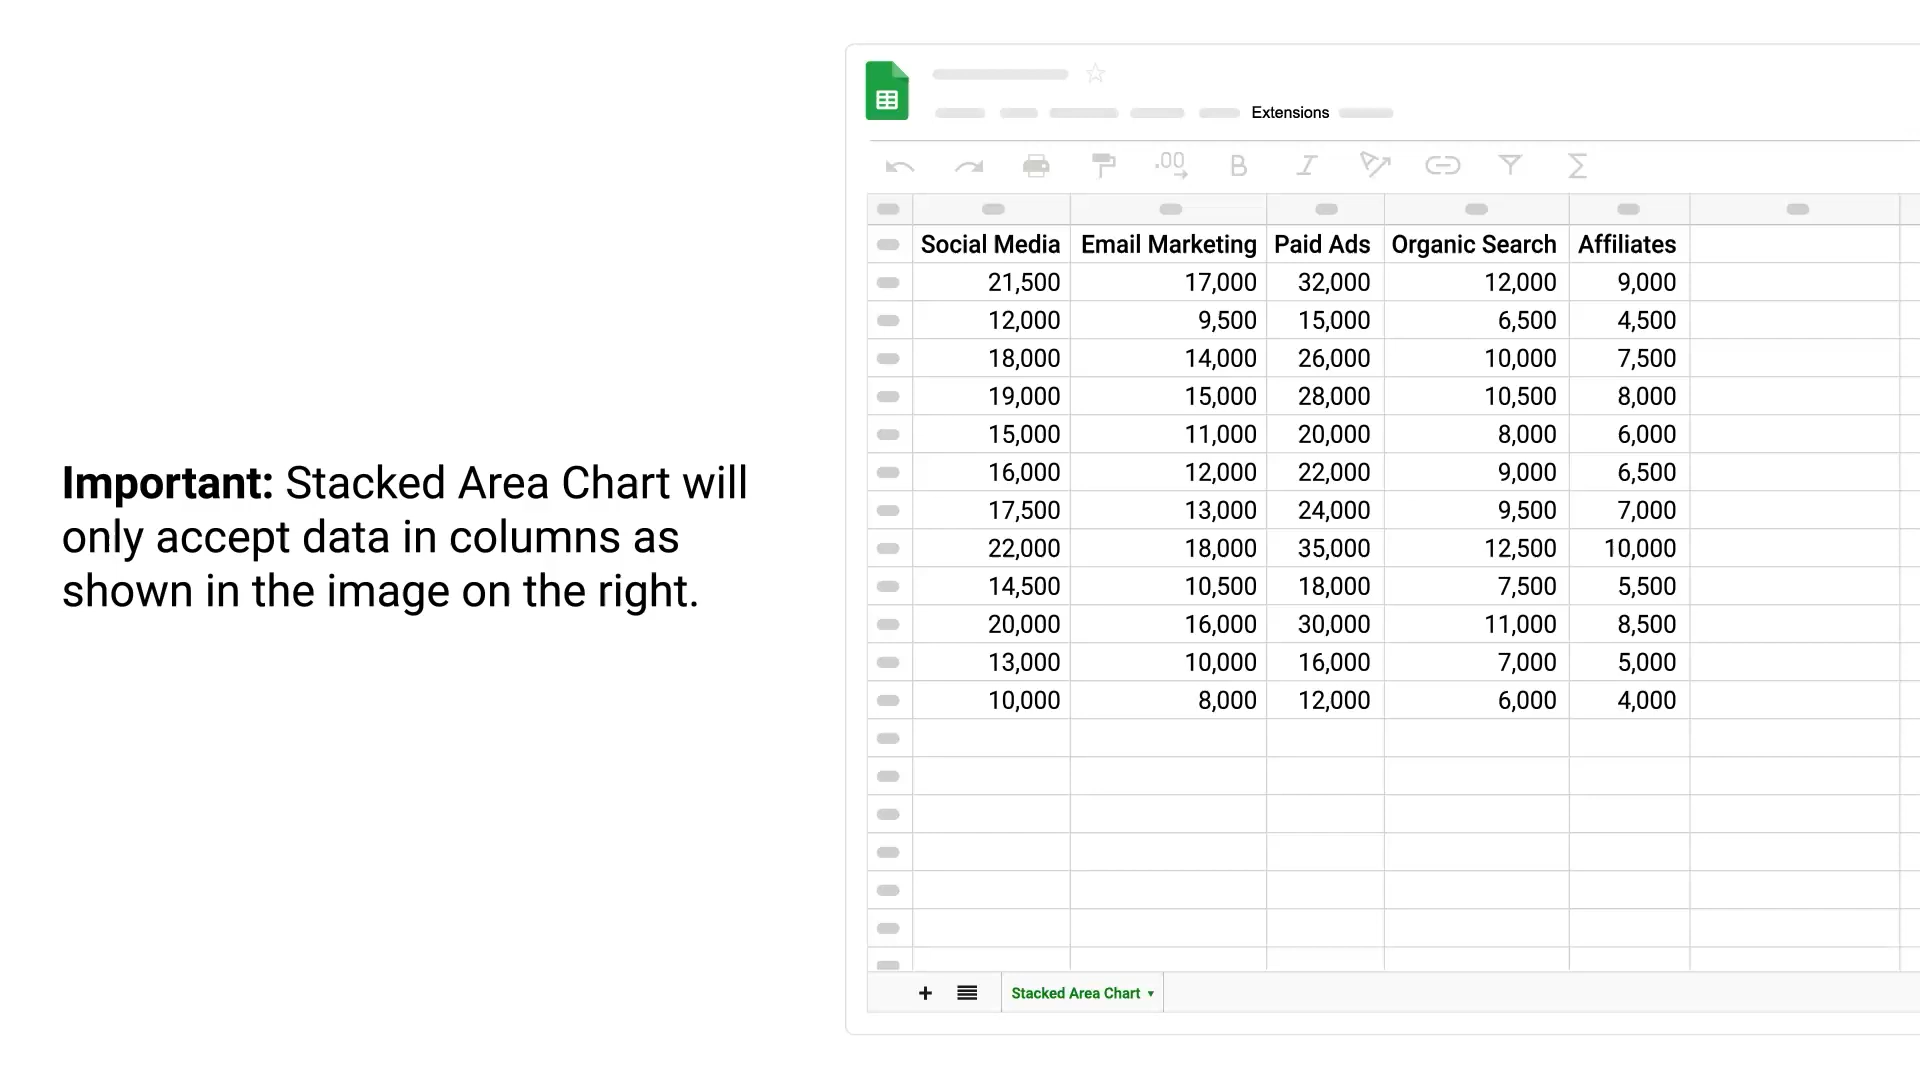 Important: Stacked Area Chart will
only accept data in columns as
shown in the image on the right.
Extensions
.00
B I
Social Media Email Marketing Paid Ads Organic Search Affiliates
21,500 17,000 32,000 12,000 9,000
12,000 9,500 15,000 6,500 4,500
18,000 14,000 26,000 10,000 7,500
19,000 15,000 28,000 10,500 8,000
15,000 11,000 20,000 8,000 6,000
16,000 12,000 22,000 9,000 6,500
17,500 13,000 24,000 9,500 7,000
22,000 18,000 35,000 12,500 10,000
14,500 10,500 18,000 7,500 5,500
20,000 16,000 30,000 11,000 8,500
13,000 10,000 16,000 7,000 5,000
10,000 8,000 12,000 6,000 4,000
Stacked Area Chart